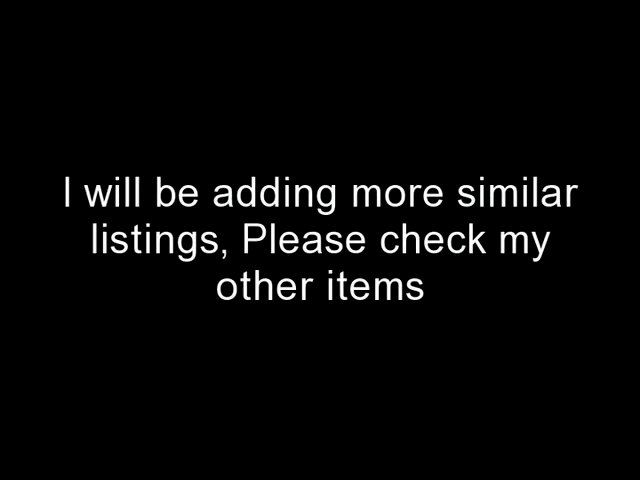 I will be adding more similar
listings, Please check my
other items